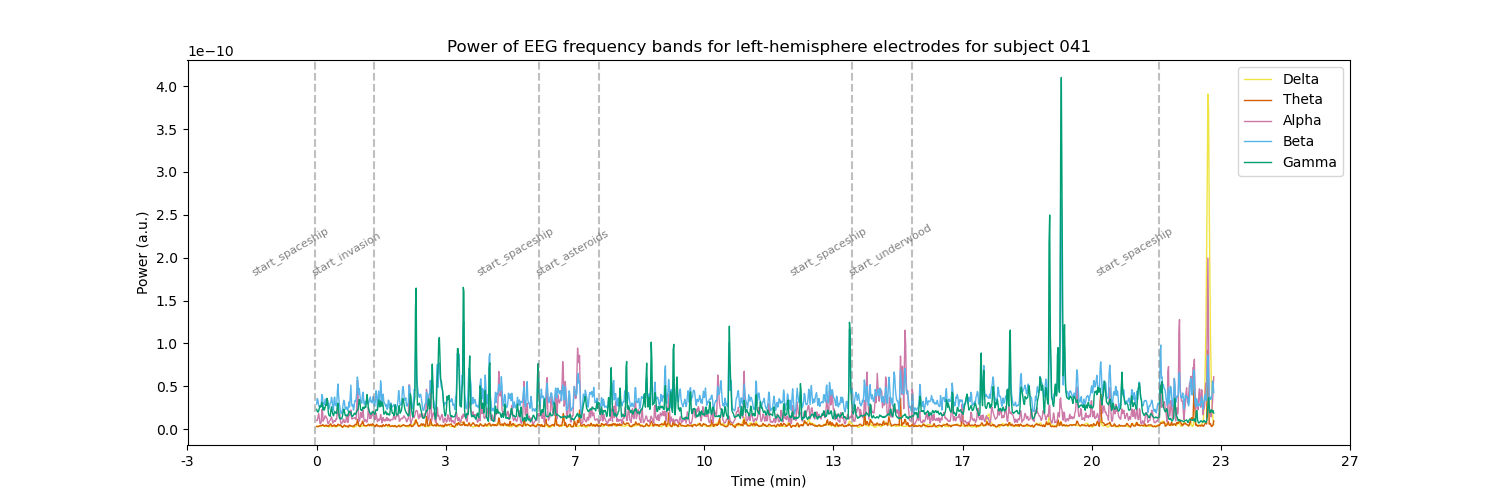 Power of EEG frequency bands for left-hemisphere electrodes for subject 041
1e−10
4.0
3.5
3.0
2.5
2.0
1.5
1.0
0.5
0.0
Power (a.u.)
Delta
Theta
Alpha
Beta
Gamma
start_spaceship
start_invasion
start_spaceship
start_asteroids
start_spaceship
start_underwood
start_spaceship
-3
0
3
7
10
13
17
20
23
27
Time (min)